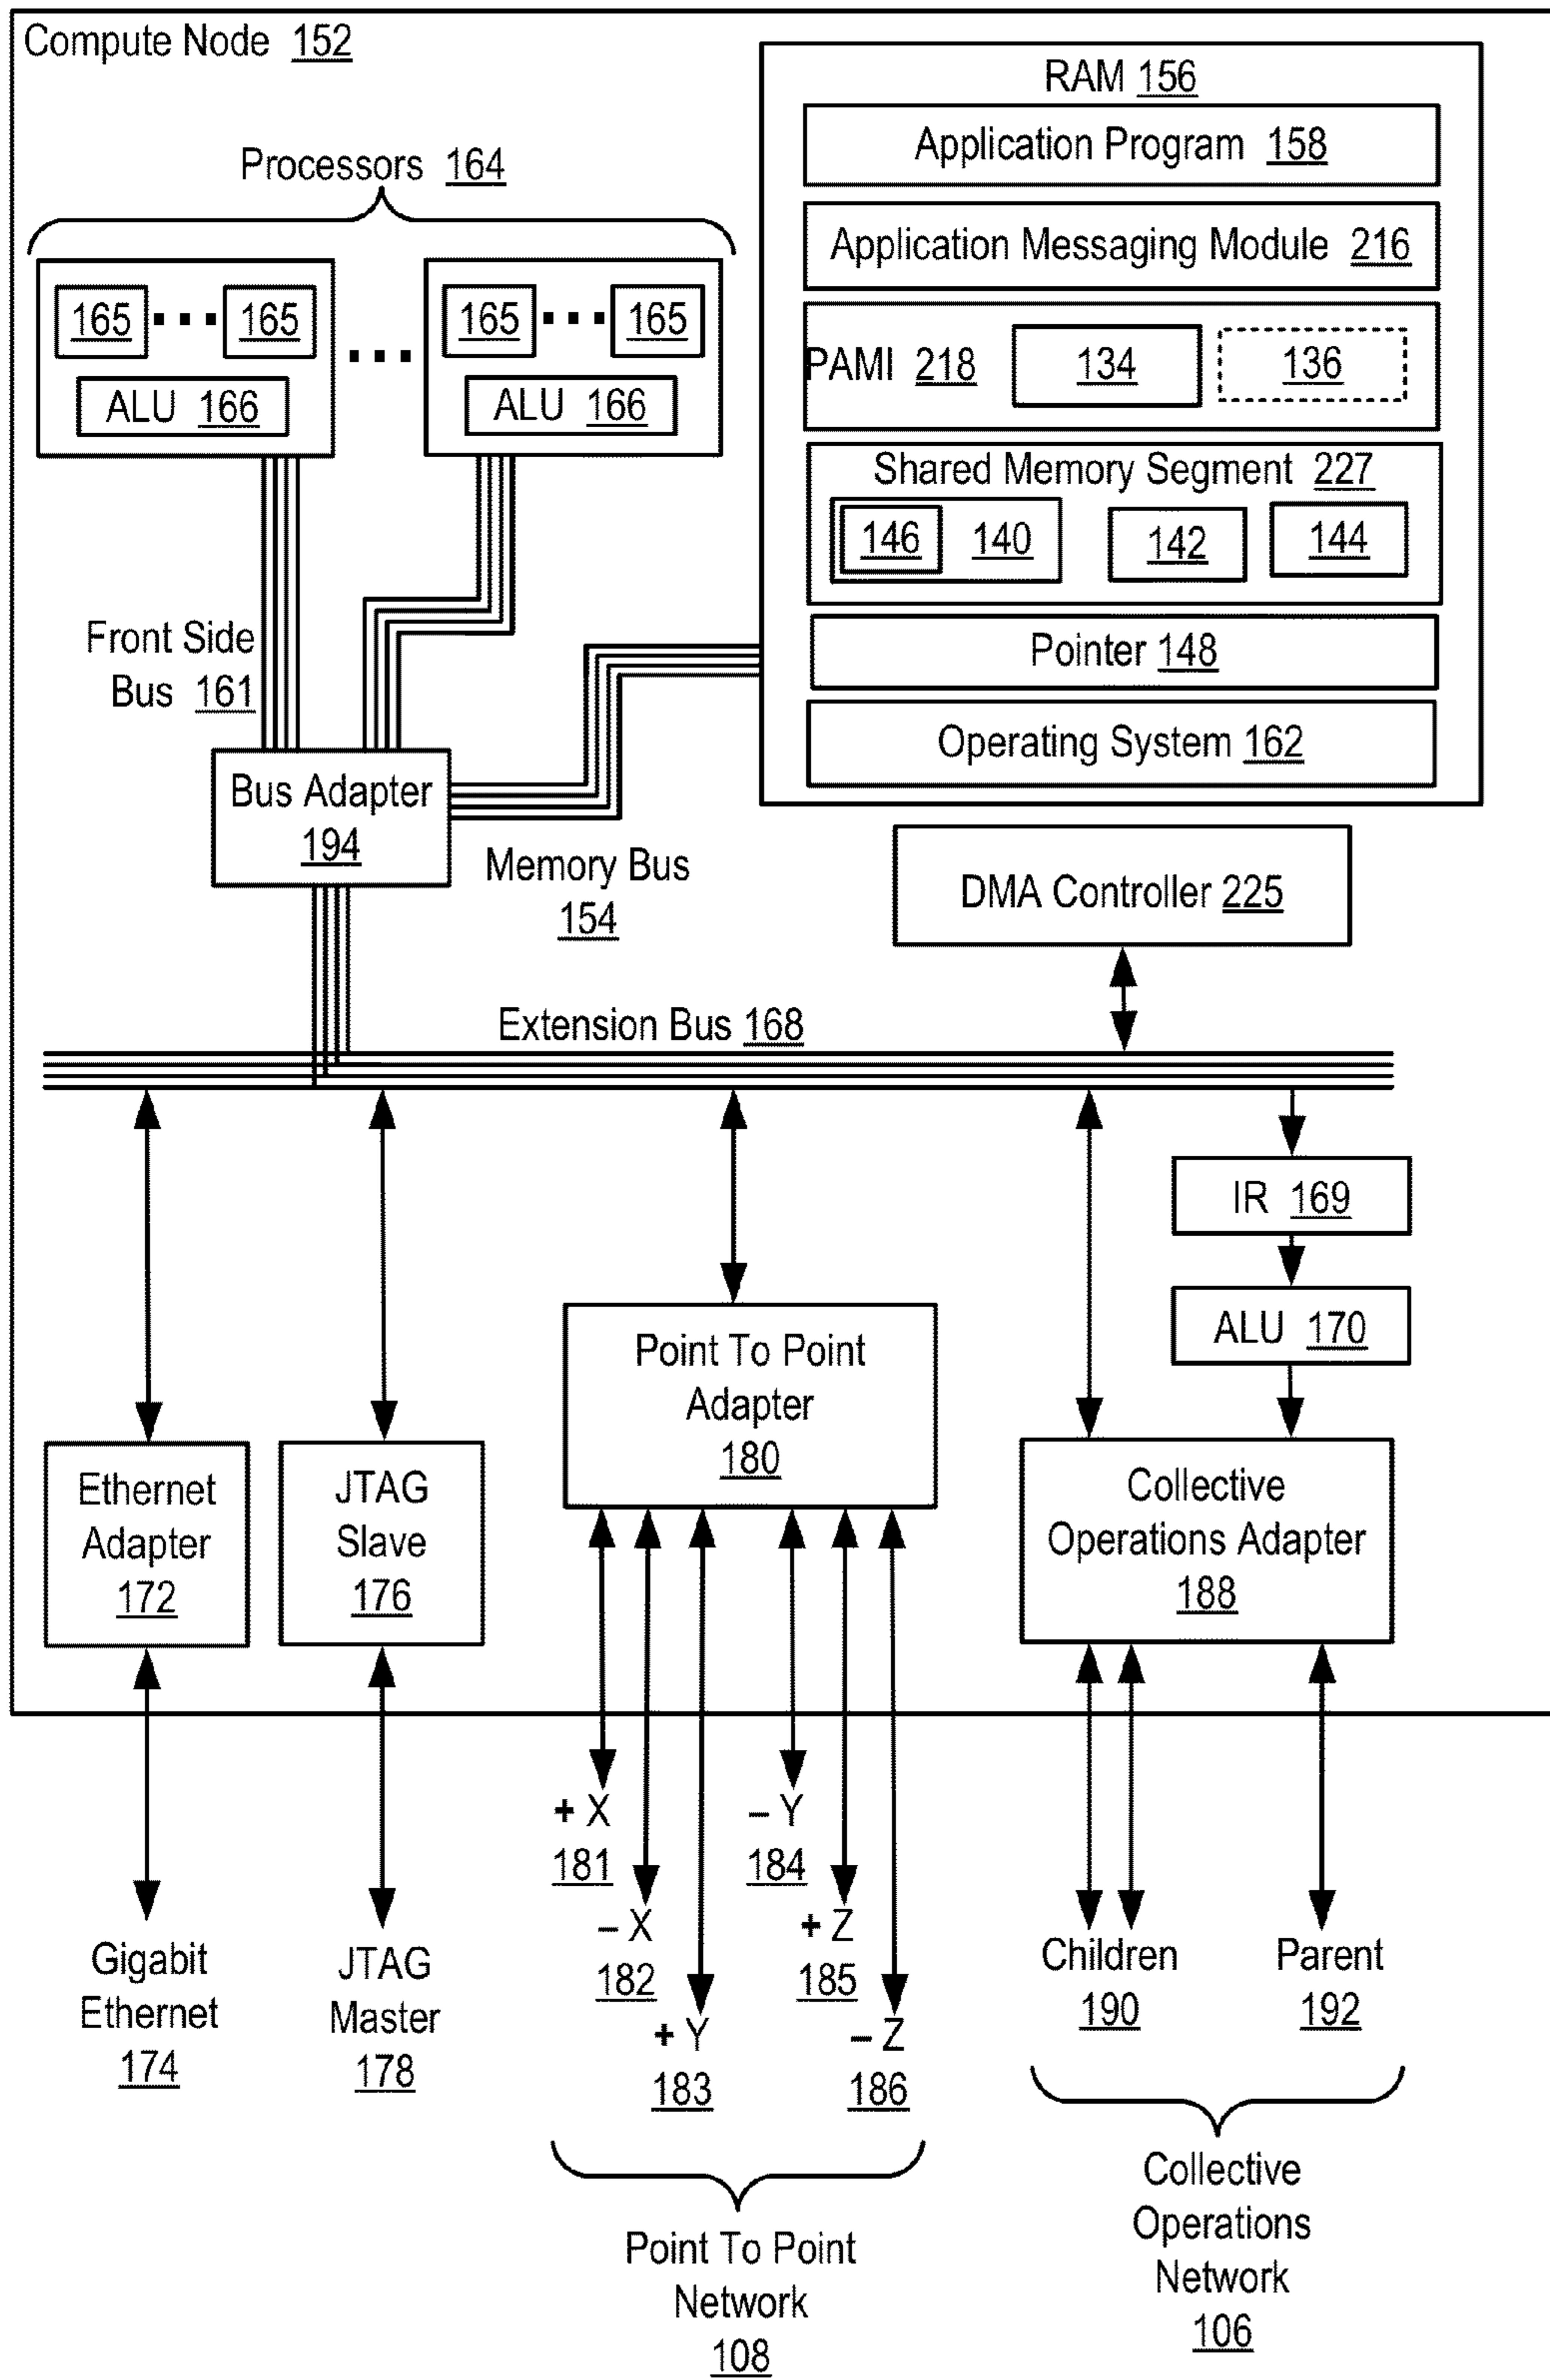 Compute Node 152
RAM 156
Application Program 158
Application Messaging Module 216
PAMI 218 134 136
Shared Memory Segment 227
146 140 142 144
Pointer 148
Operating System 162
Processors 164
165 ... 165 ... 165 ... 165
ALU 166 ALU 166
Front Side
Bus 161
Bus Adapter
194
Memory Bus
154
DMA Controller 225
Extension Bus 168
IR 169
ALU 170
Point To Point
Adapter
180
Ethernet
Adapter
172
JTAG
Slave
176
Collective
Operations Adapter
188
+ X
181
– X
182
+ Y
183
– Y
184
+ Z
185
– Z
186
Gigabit
Ethernet
174
JTAG
Master
178
Children
190
Parent
192
Point To Point
Network
108
Collective
Operations
Network
106